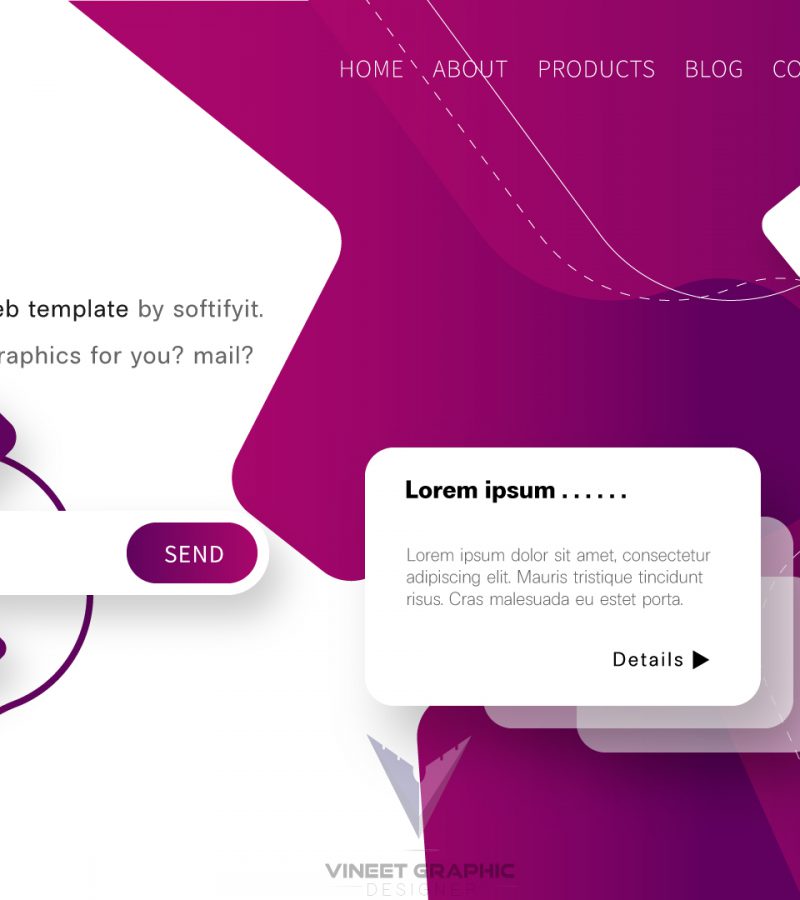 HOME ABOUT PRODUCTS BLOG CO
eb template by softifyit.
raphics for you? mail?
SEND
Lorem ipsum . . . . . .
Lorem ipsum dolor sit amet, consectetur
adipiscing elit. Mauris tristique tincidunt
risus. Cras malesuada eu estet porta.
Details
VINEET GRAPHIC
DESIGNER